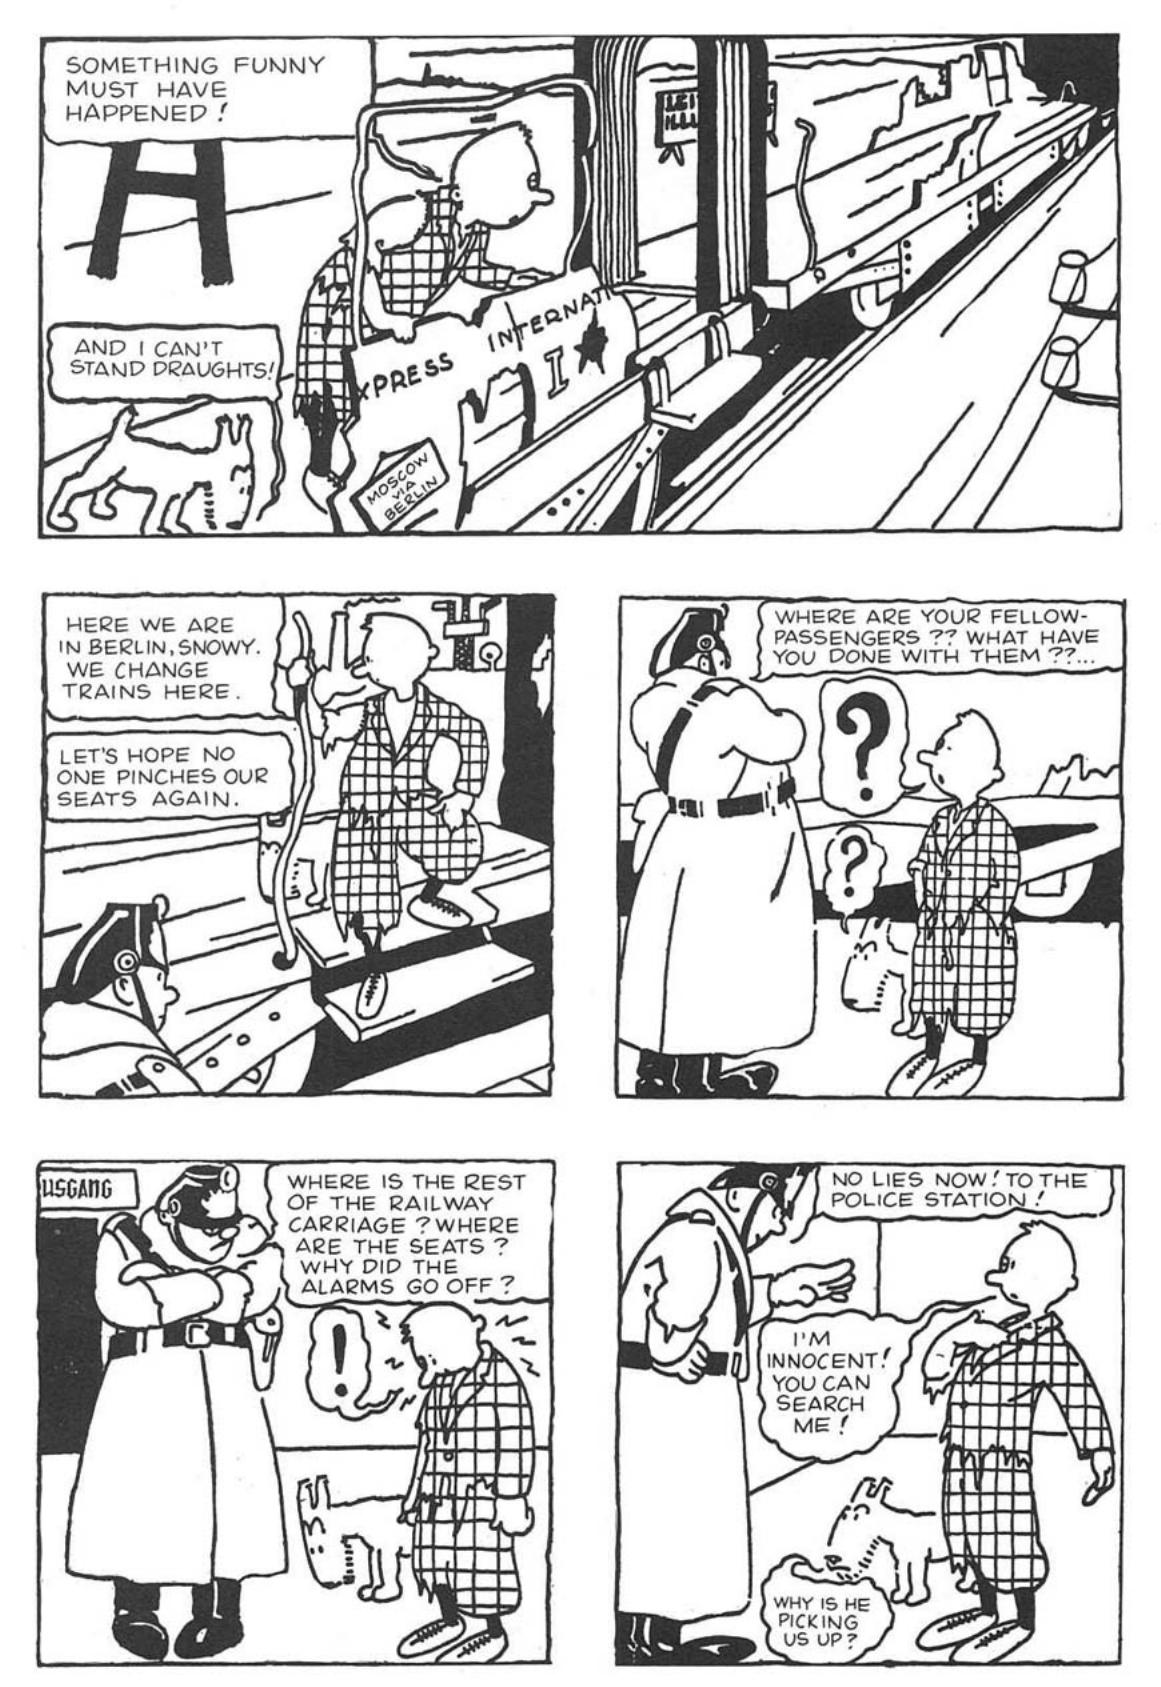 SOMETHING FUNNY
MUST HAVE
HAPPENED!
AND I CAN'T
STAND DRAUGHTS!
XPRESS INTERNATI
I
MOSCOW
VIA
BERLIN
HERE WE ARE
IN BERLIN, SNOWY.
WE CHANGE
TRAINS HERE.
LET'S HOPE NO
ONE PINCHES OUR
SEATS AGAIN.
WHERE ARE YOUR FELLOW-
PASSENGERS ?? WHAT HAVE
YOU DONE WITH THEM ??...
?
?
USGANG
WHERE IS THE REST
OF THE RAILWAY
CARRIAGE ? WHERE
ARE THE SEATS ?
WHY DID THE
ALARMS GO OFF ?
!
NO LIES NOW! TO THE
POLICE STATION!
I'M
INNOCENT!
YOU CAN
SEARCH
ME!
WHY IS HE
PICKING
US UP?